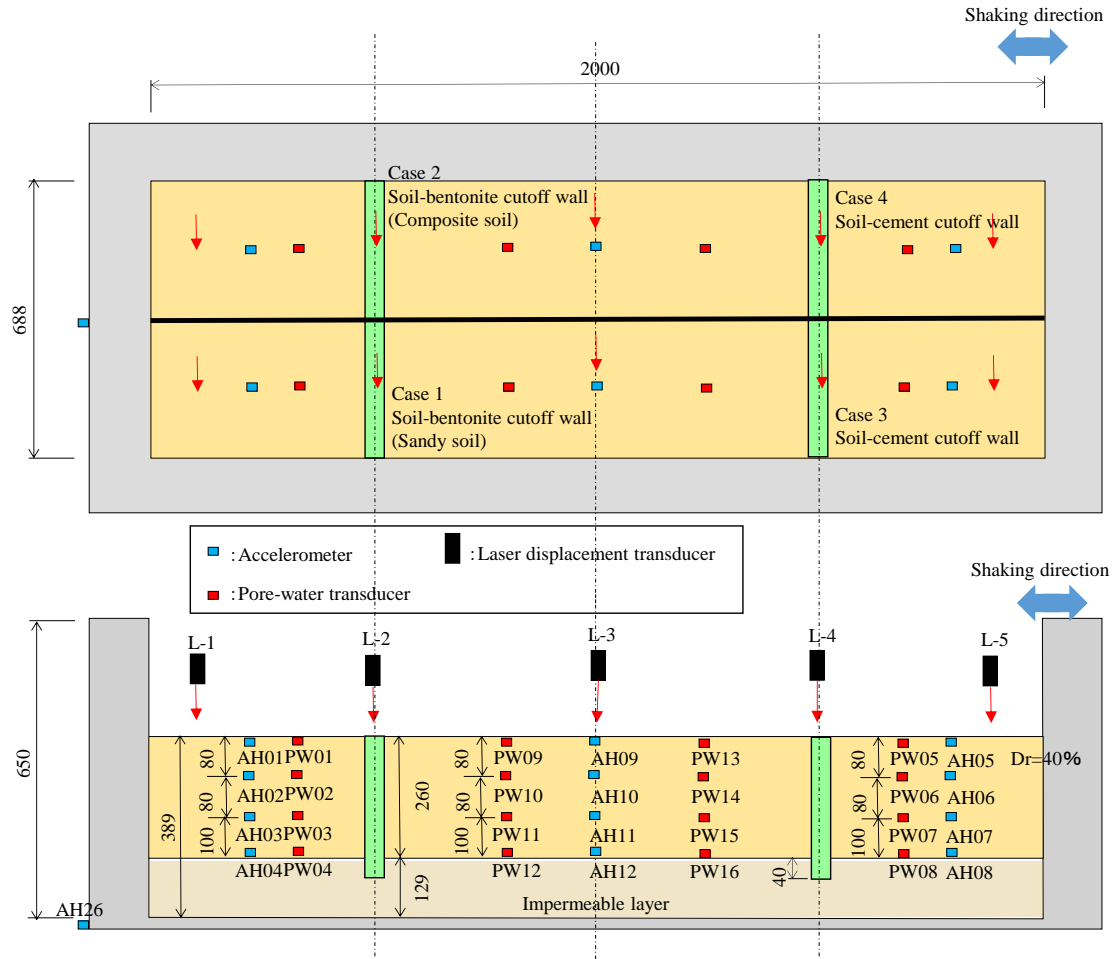 Shaking direction
2000
Case 2
Soil-bentonite cutoff wall
(Composite soil)
Case 4
Soil-cement cutoff wall
688
Case 1
Soil-bentonite cutoff wall
(Sandy soil)
Case 3
Soil-cement cutoff wall
:Accelerometer
:Laser displacement transducer
:Pore-water transducer
Shaking direction
L-1
L-2
L-3
L-4
L-5
650
389
80
80
100
AH01
PW01
AH02
PW02
AH03
PW03
AH04
PW04
260
129
80
80
100
PW09
AH09
PW13
PW10
AH10
PW14
PW11
AH11
PW15
PW12
AH12
PW16
40
80
80
100
PW05
AH05
Dr=40%
PW06
AH06
PW07
AH07
PW08
AH08
Impermeable layer
AH26